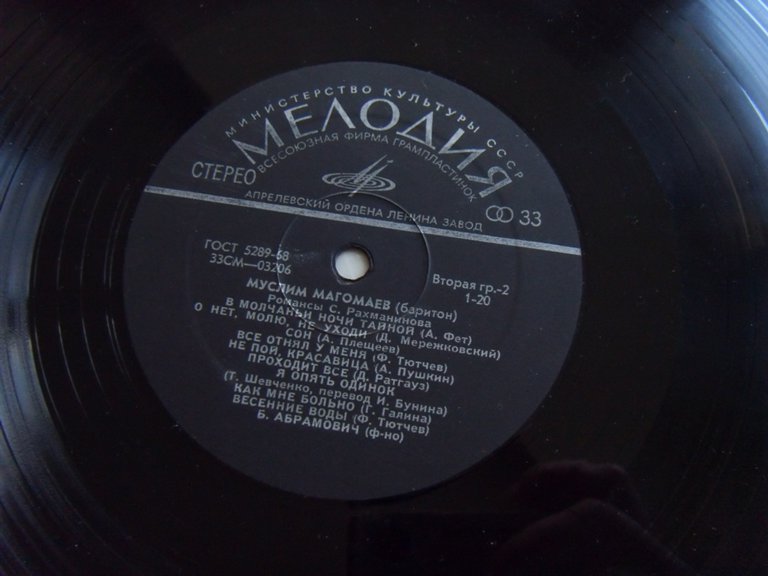 МИНИСТЕРСТВО КУЛЬТУРЫ СССР
МЕЛОДИЯ
ВСЕСОЮЗНАЯ ФИРМА ГРАМПЛАСТИНОК
СТЕРЕО
33
АПРЕЛЕВСКИЙ ОРДЕНА ЛЕНИНА ЗАВОД
ГОСТ 5289-68
33СМ—03206
Вторая гр.-2
1-20
МУСЛИМ МАГОМАЕВ (баритон)
Романсы С. Рахманинова
В МОЛЧАНЬИ НОЧИ ТАЙНОЙ (А. Фет)
О НЕТ, МОЛЮ, НЕ УХОДИ (Д. Мережковский)
СОН (А. Плещеев)
ВСЕ ОТНЯЛ У МЕНЯ (Ф. Тютчев)
НЕ ПОЙ, КРАСАВИЦА (А. Пушкин)
ПРОХОДИТ ВСЕ (Д. Ратгауз)
Я ОПЯТЬ ОДИНОК
(Т. Шевченко, перевод И. Бунина)
КАК МНЕ БОЛЬНО (Г. Галина)
ВЕСЕННИЕ ВОДЫ (Ф. Тютчев)
Б. АБРАМОВИЧ (ф-но)